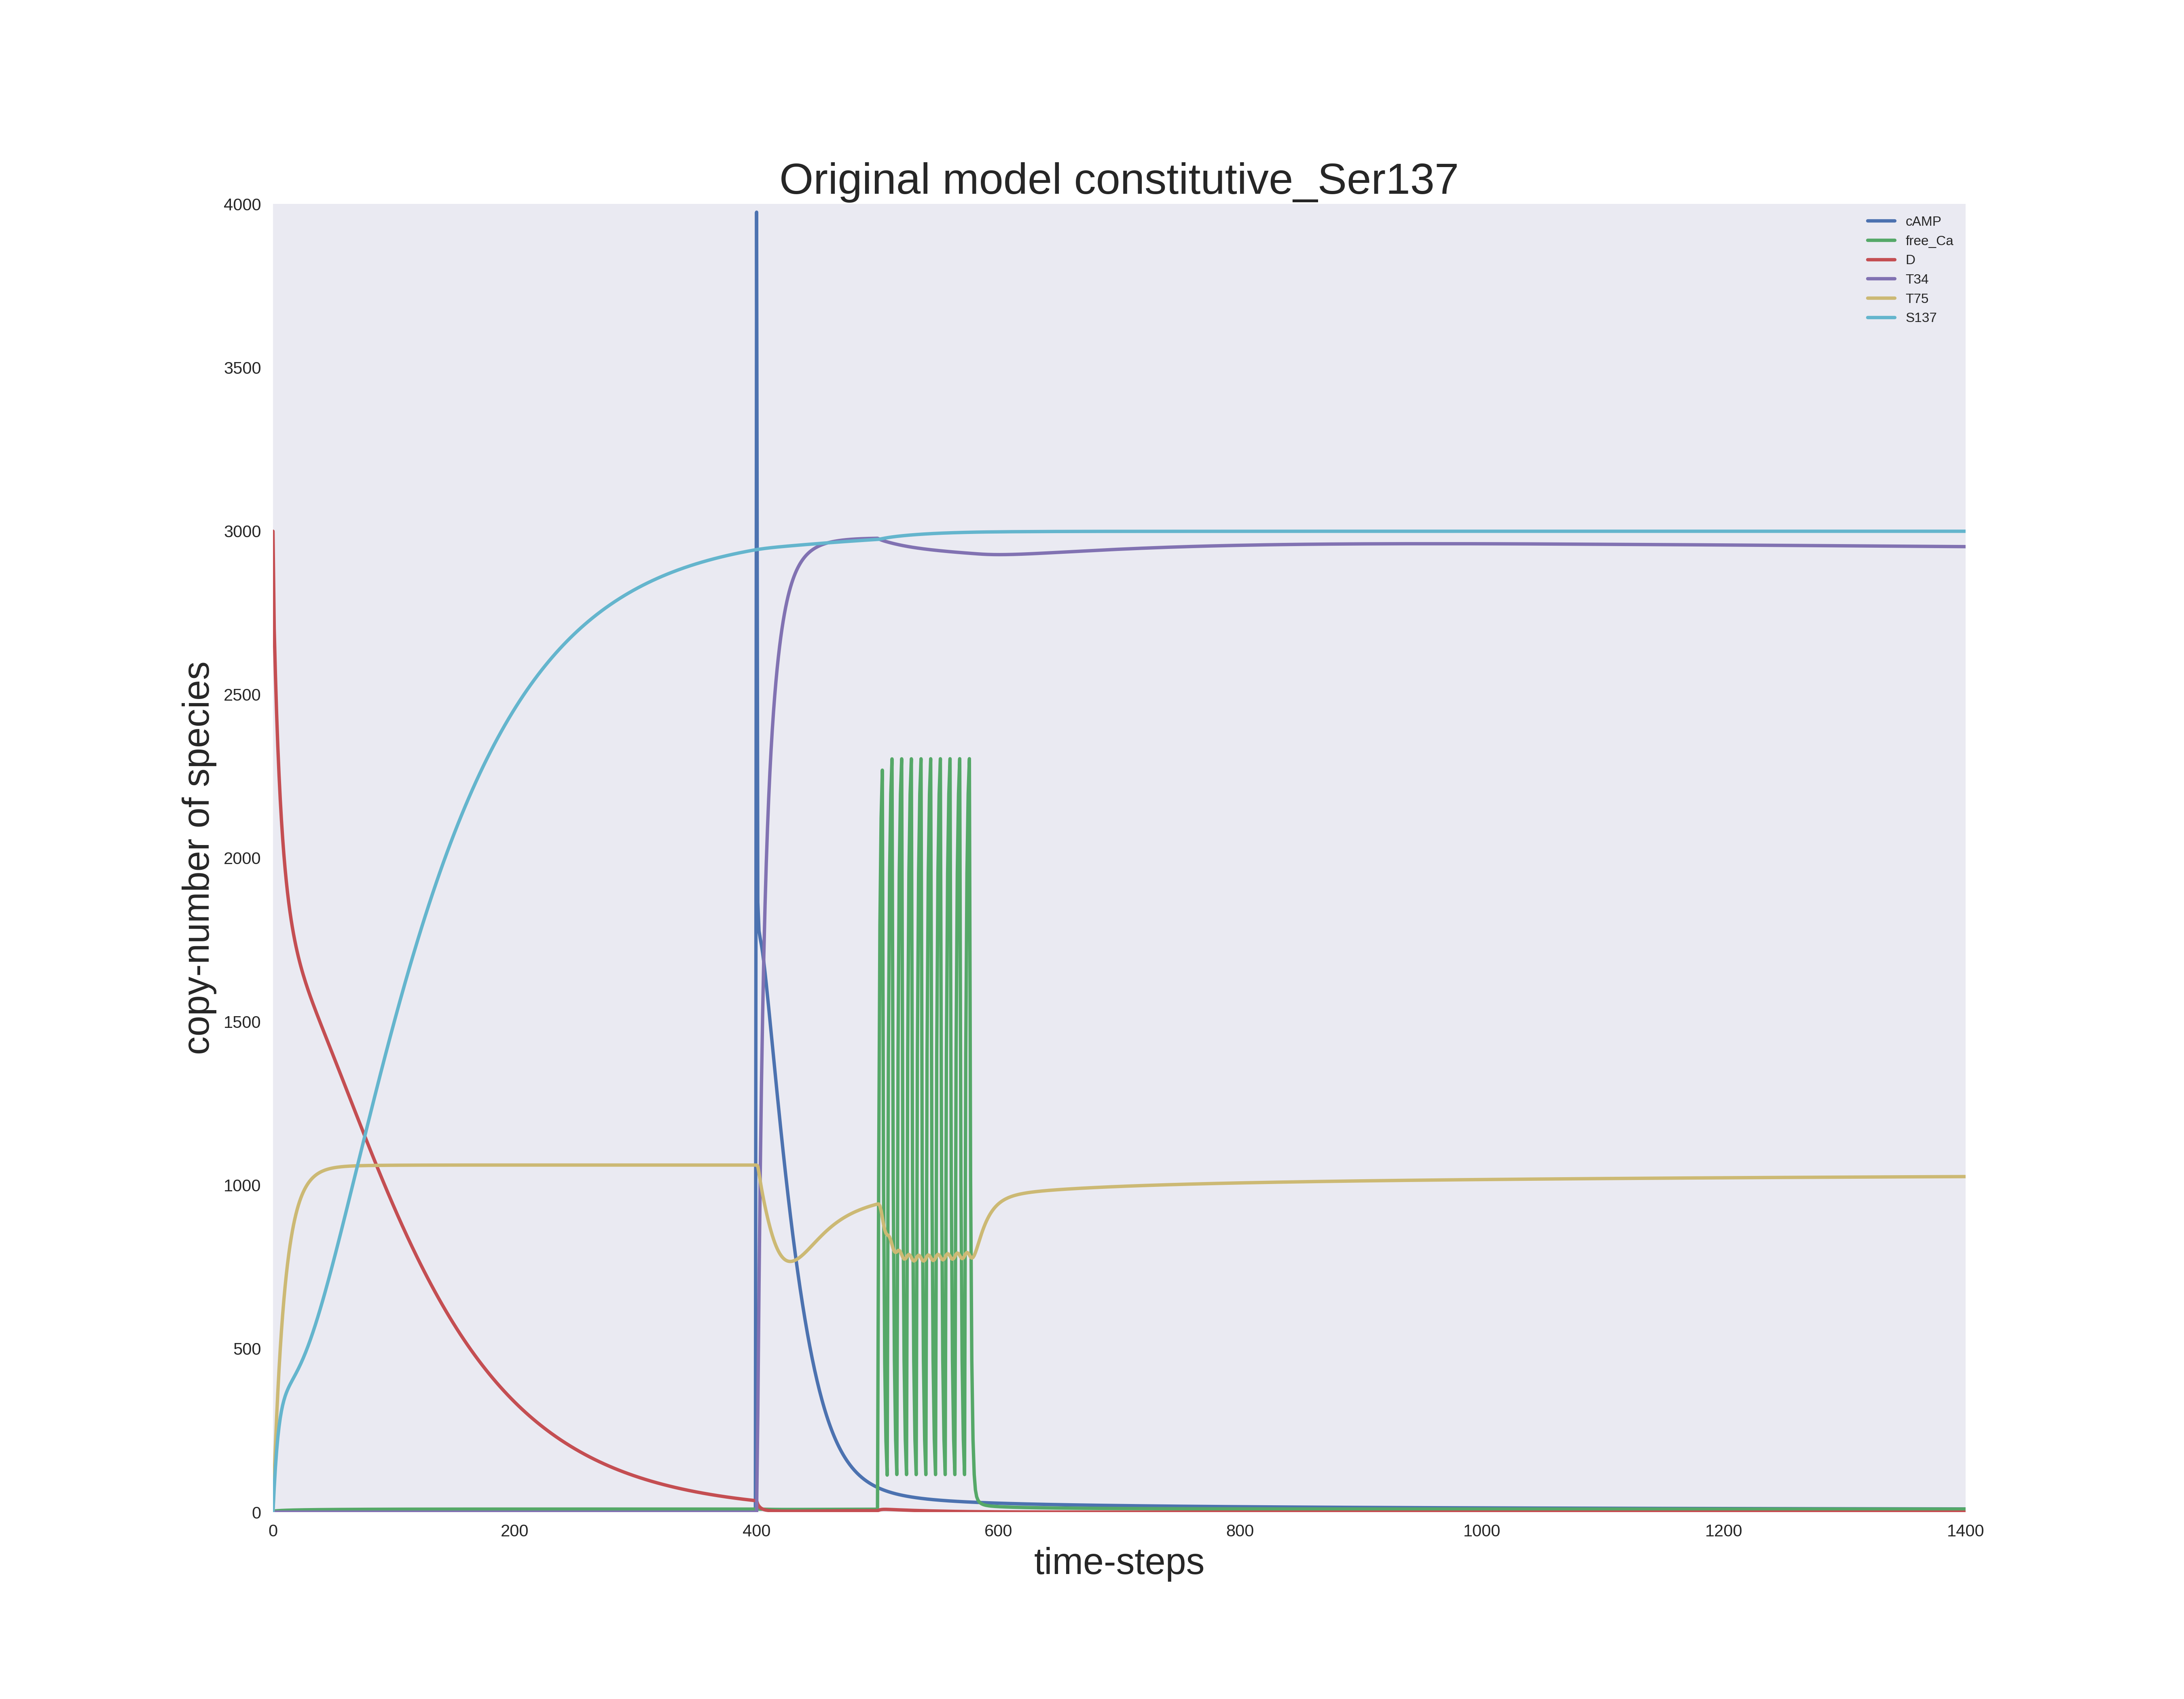 Original model constitutive_Ser137
4000
3500
3000
2500
2000
1500
1000
500
0
copy-number of species
0 200 400 600 800 1000 1200 1400
time-steps
cAMP
free_Ca
D
T34
T75
S137